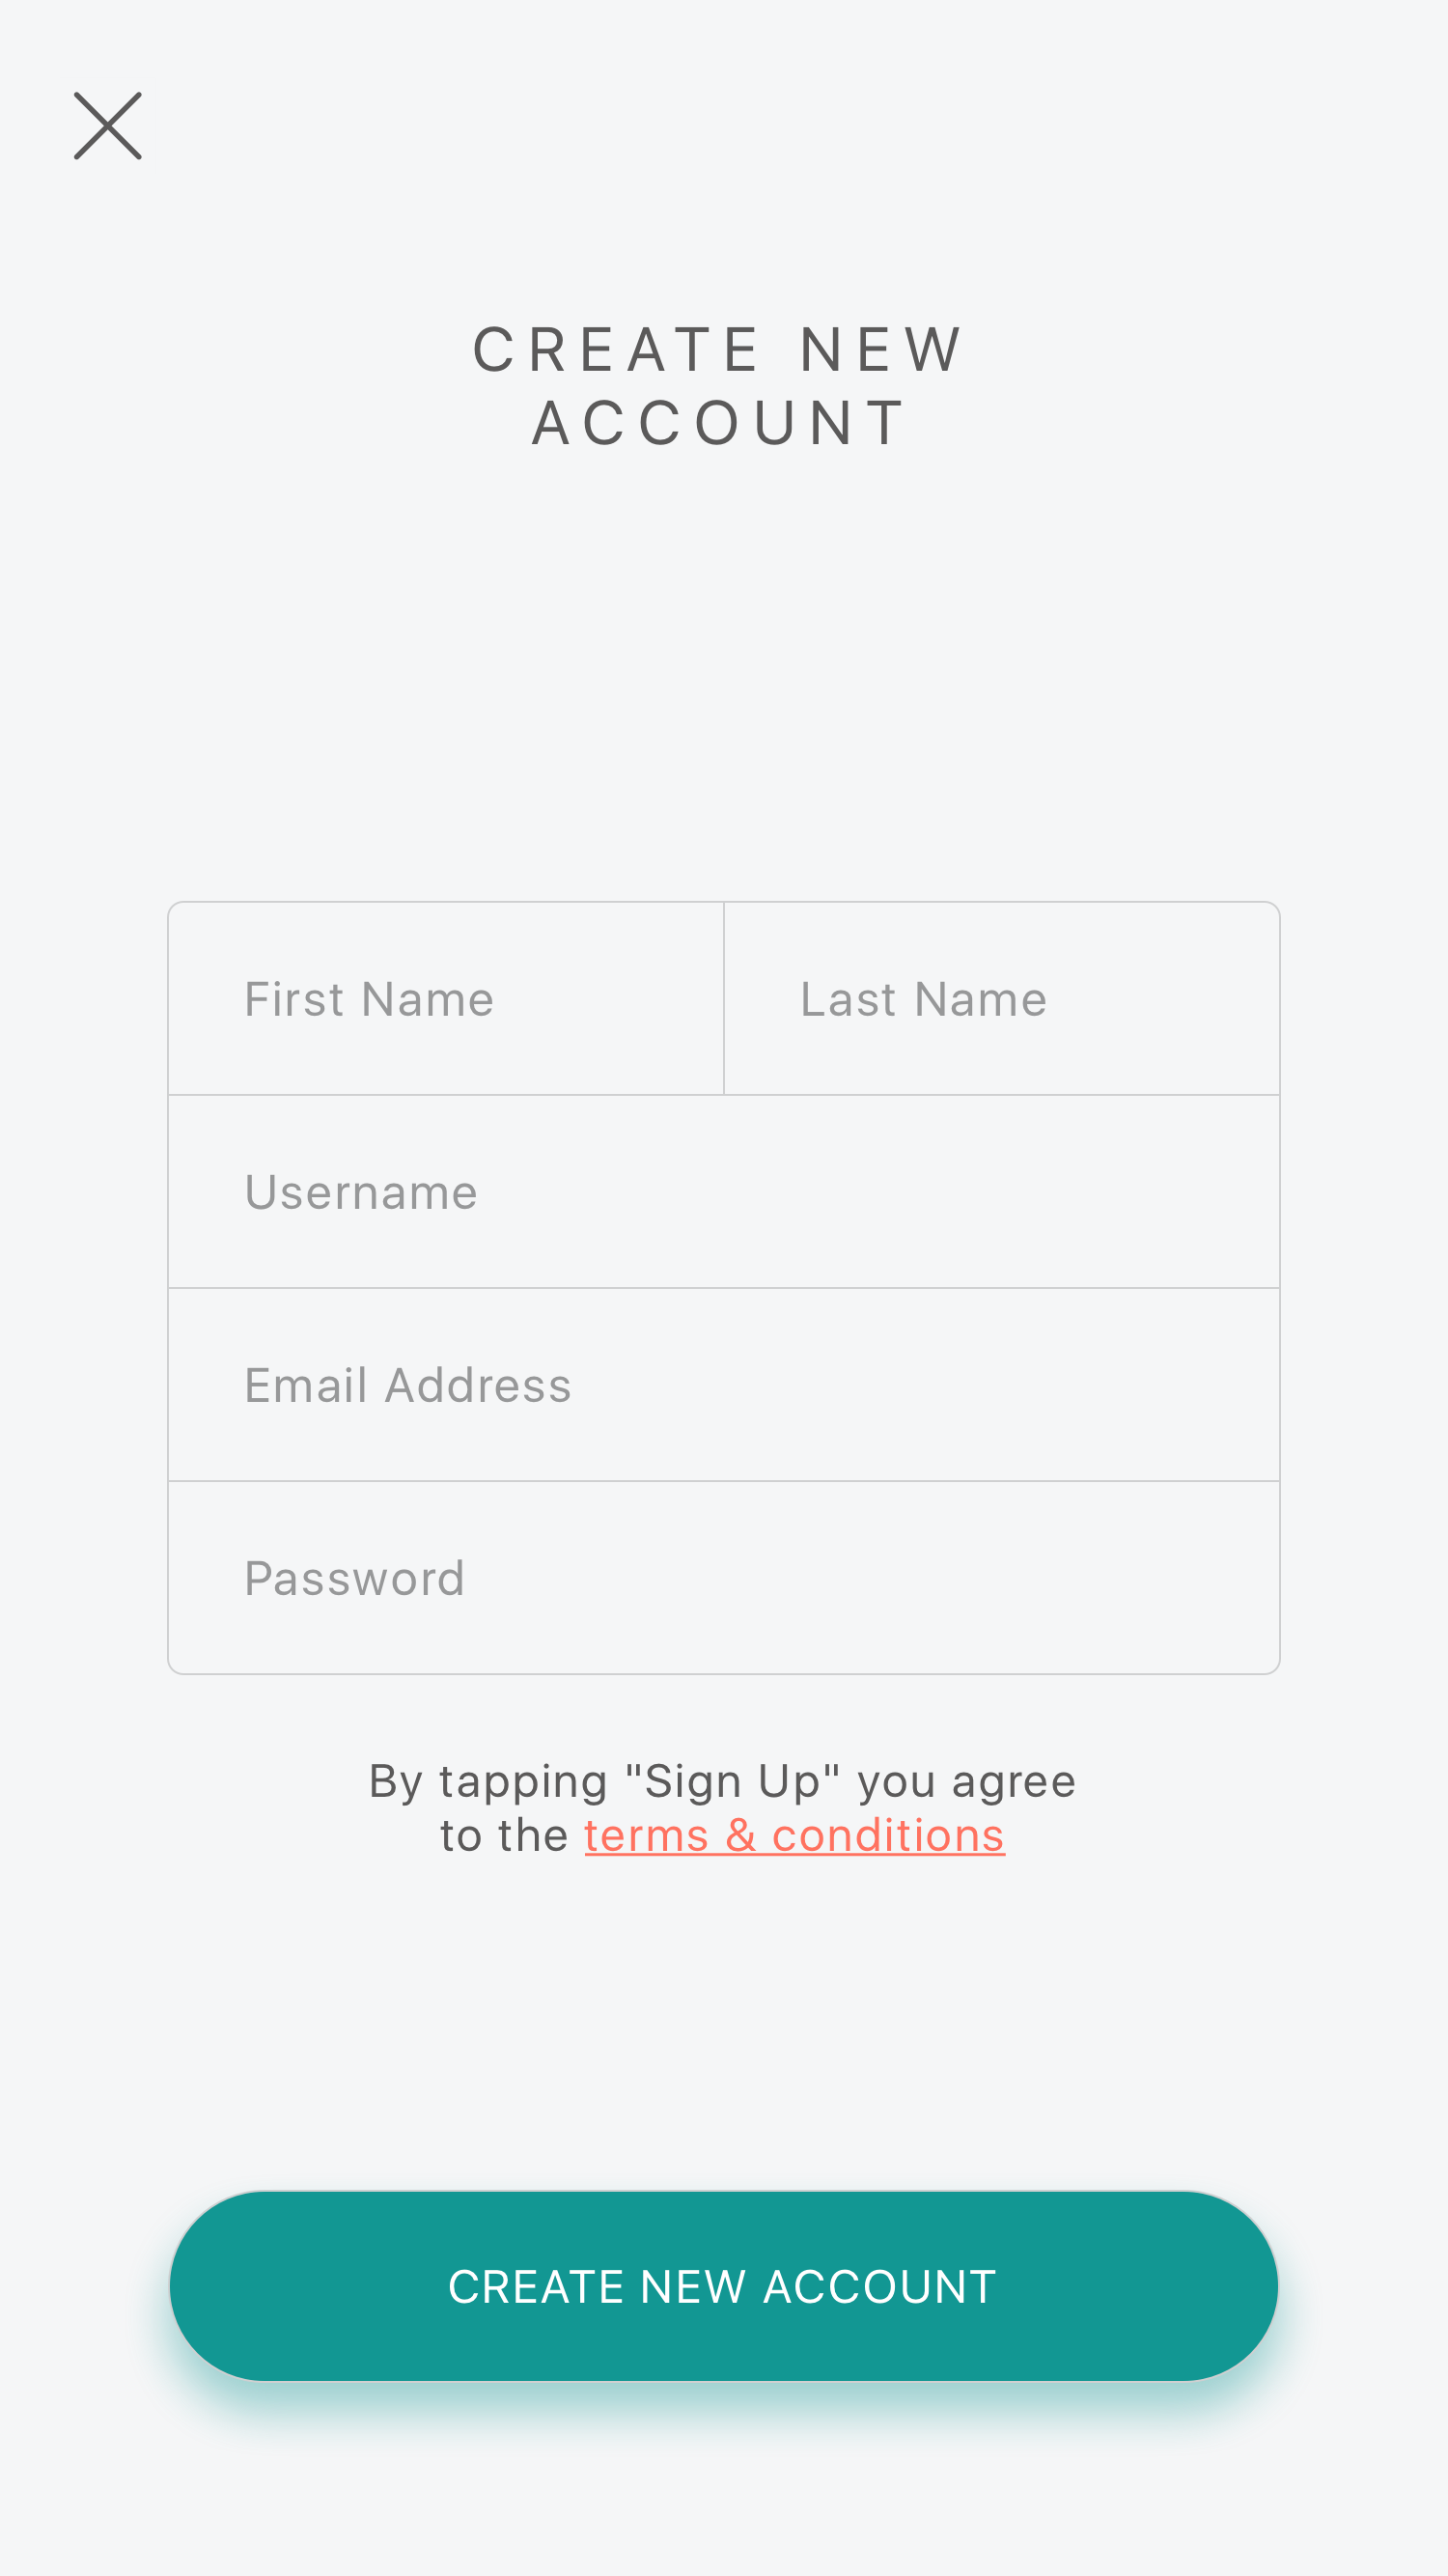 CREATE NEW
ACCOUNT
First Name
Last Name
Username
Email Address
Password
By tapping "Sign Up" you agree
to the terms & conditions
CREATE NEW ACCOUNT